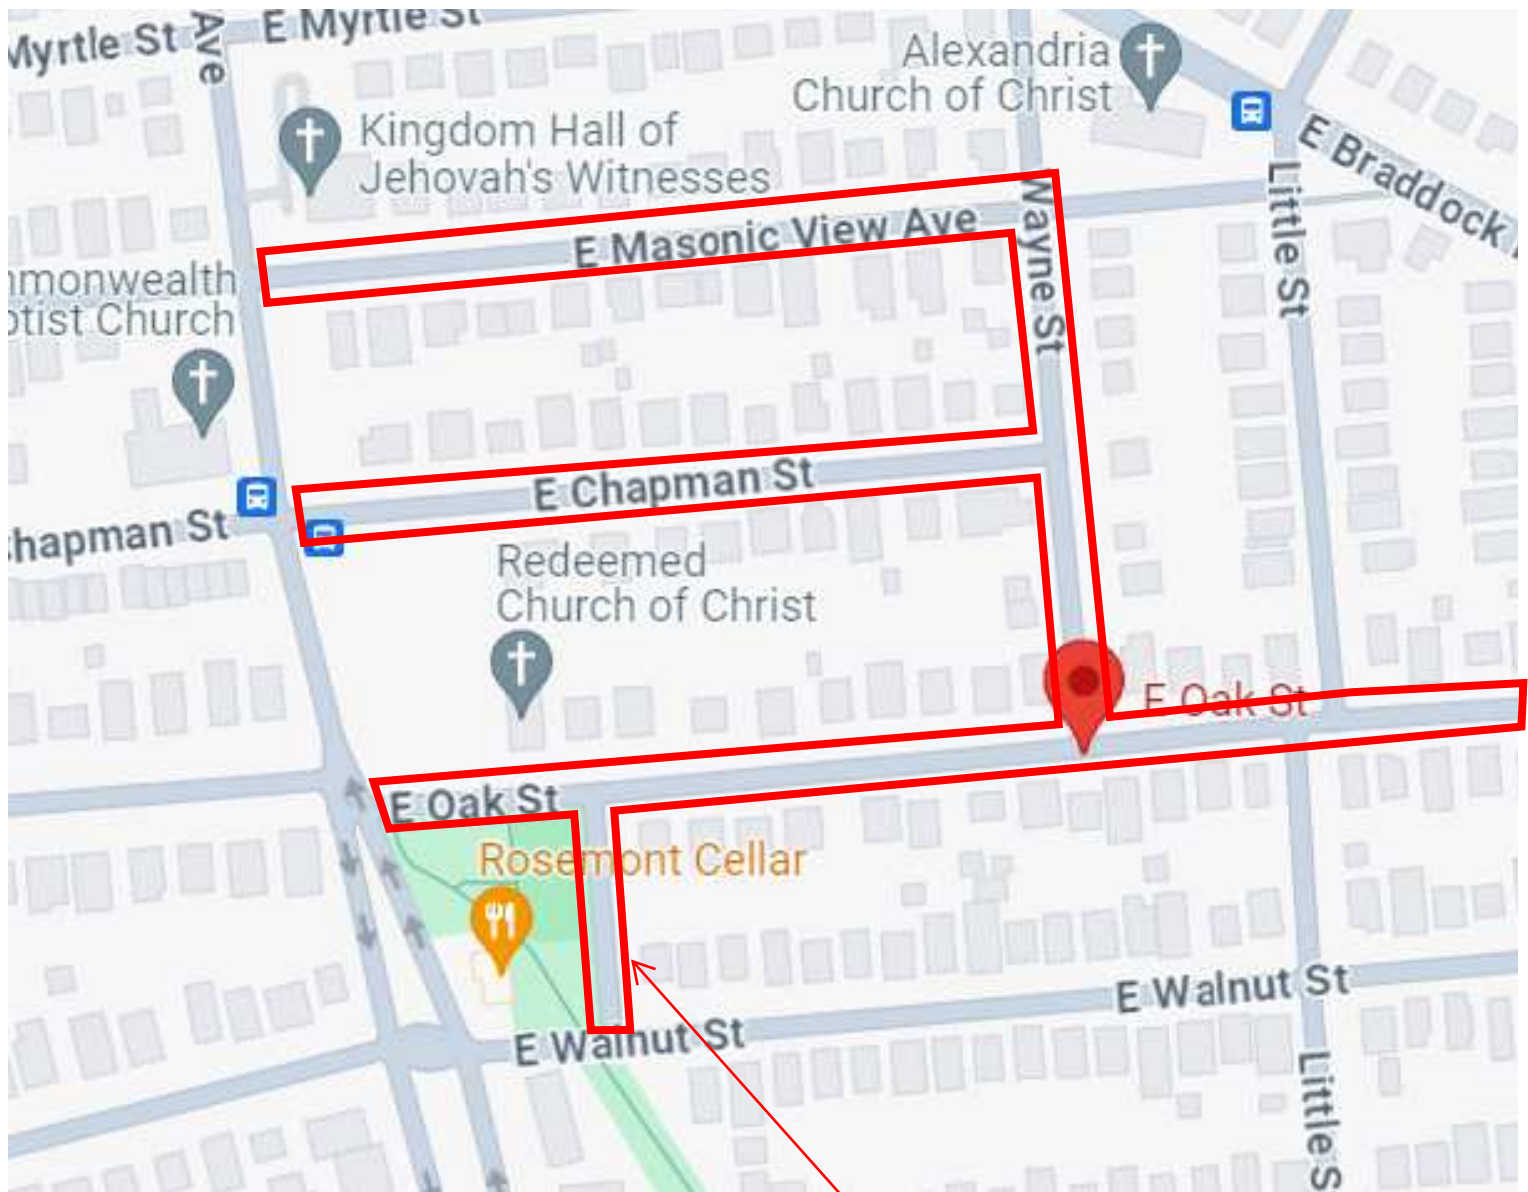 Myrtle St
Ave
E Myrtle St
Alexandria
Church of Christ
Kingdom Hall of
Jehovah's Witnesses
E Braddock
Little St
Wayne St
E Masonic View Ave
mmonwealth
ptist Church
E Chapman St
hapman St
Redeemed
Church of Christ
E Oak St
E Oak St
Rosemont Cellar
E Walnut St
E Walnut St
Little S